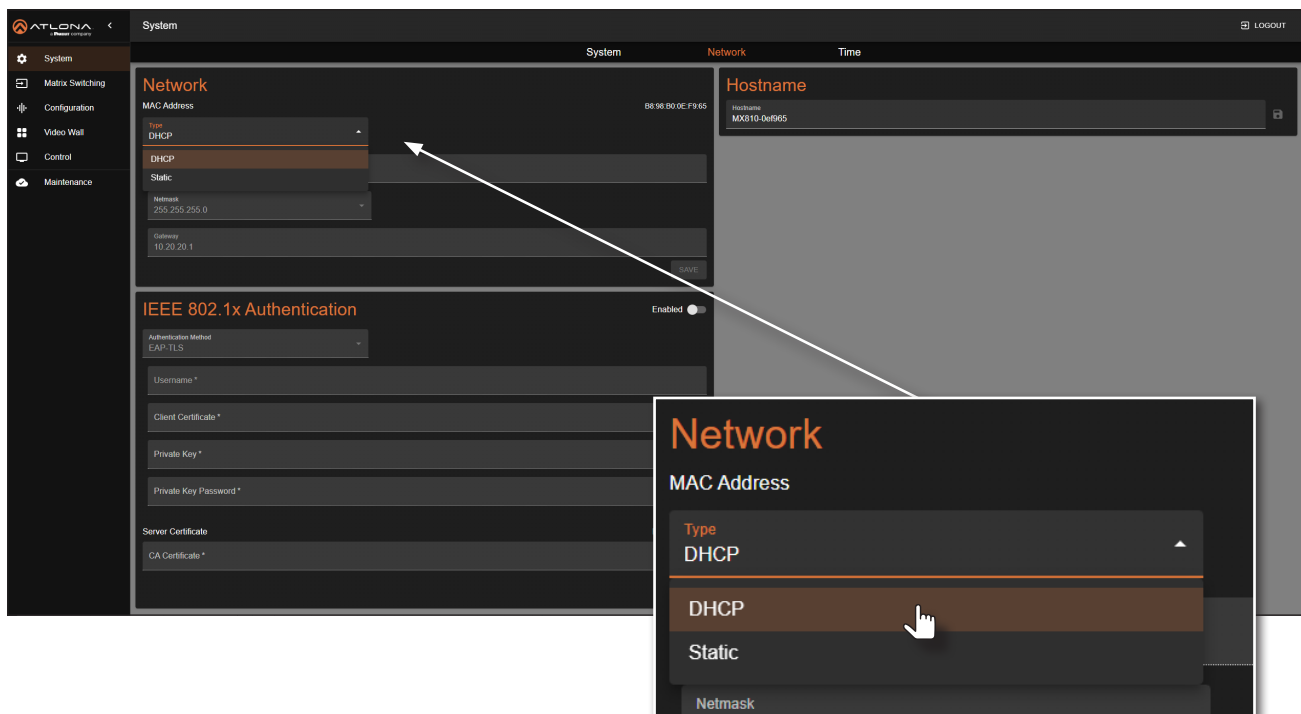 ATLONA
System
LOGOUT
System
Network
Time
System
Matrix Switching
Configuration
Video Wall
Control
Maintenance
Network
MAC Address
B8:98:B0:0E:F9:65
Type
DHCP
DHCP
Static
Netmask
255.255.255.0
Gateway
10.20.20.1
SAVE
Hostname
Hostname
MX810-0ef965
IEEE 802.1x Authentication
Enabled
Authentication Method
EAP-TLS
Username *
Client Certificate *
Private Key *
Private Key Password *
Server Certificate
CA Certificate *
Network
MAC Address
Type
DHCP
DHCP
Static
Netmask